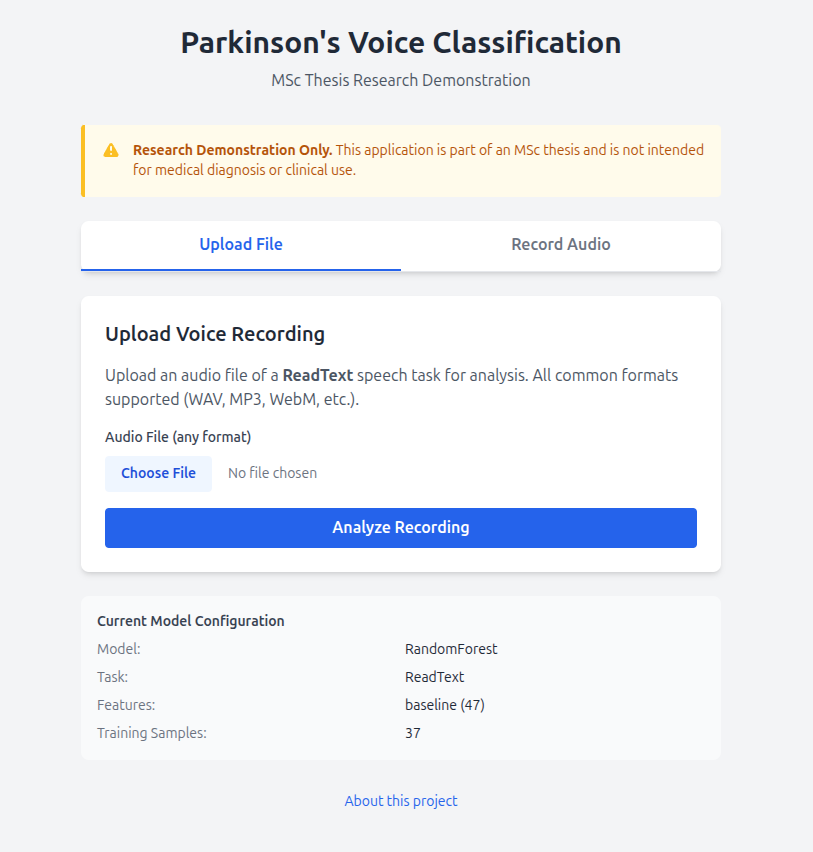 Parkinson's Voice Classification
MSc Thesis Research Demonstration
Research Demonstration Only. This application is part of an MSc thesis and is not intended
for medical diagnosis or clinical use.
Upload File
Record Audio
Upload Voice Recording
Upload an audio file of a ReadText speech task for analysis. All common formats
supported (WAV, MP3, WebM, etc.).
Audio File (any format)
Choose File No file chosen
Analyze Recording
Current Model Configuration
Model: RandomForest
Task: ReadText
Features: baseline (47)
Training Samples: 37
About this project